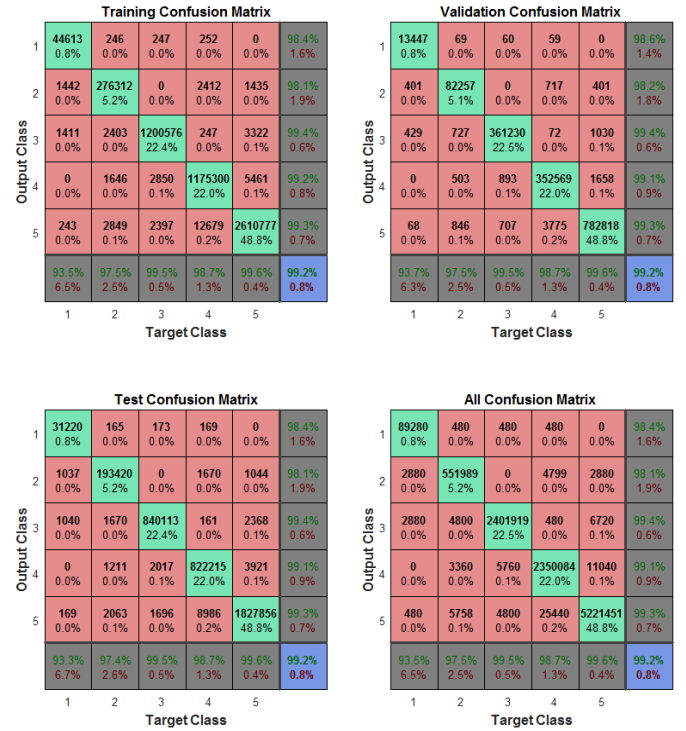 Training Confusion Matrix
1 44613 246 247 252 0 98.4%
0.8% 0.0% 0.0% 0.0% 0.0% 1.6%
2 1442 276312 0 2412 1435 98.1%
0.0% 5.2% 0.0% 0.0% 0.0% 1.9%
3 1411 2403 1200576 247 3322 99.4%
0.0% 0.0% 22.4% 0.0% 0.1% 0.6%
4 0 1646 2850 1175300 5461 99.2%
0.0% 0.0% 0.1% 22.0% 0.1% 0.8%
5 243 2849 2397 12679 2610777 99.3%
0.0% 0.1% 0.0% 0.2% 48.8% 0.7%
93.5% 97.5% 99.5% 98.7% 99.6% 99.2%
6.5% 2.5% 0.5% 1.3% 0.4% 0.8%
1 2 3 4 5
Target Class
Output Class
Validation Confusion Matrix
1 13447 69 60 59 0 98.6%
0.8% 0.0% 0.0% 0.0% 0.0% 1.4%
2 401 82257 0 717 401 98.2%
0.0% 5.1% 0.0% 0.0% 0.0% 1.8%
3 429 727 361230 72 1030 99.4%
0.0% 0.0% 22.5% 0.0% 0.1% 0.6%
4 0 503 893 352569 1658 99.1%
0.0% 0.0% 0.1% 22.0% 0.1% 0.9%
5 68 846 707 3775 782818 99.3%
0.0% 0.1% 0.0% 0.2% 48.8% 0.7%
93.7% 97.5% 99.5% 98.7% 99.6% 99.2%
6.3% 2.5% 0.5% 1.3% 0.4% 0.8%
1 2 3 4 5
Target Class
Output Class
Test Confusion Matrix
1 31220 165 173 169 0 98.4%
0.8% 0.0% 0.0% 0.0% 0.0% 1.6%
2 1037 193420 0 1670 1044 98.1%
0.0% 5.2% 0.0% 0.0% 0.0% 1.9%
3 1040 1670 840113 161 2368 99.4%
0.0% 0.0% 22.4% 0.0% 0.1% 0.6%
4 0 1211 2017 822215 3921 99.1%
0.0% 0.0% 0.1% 22.0% 0.1% 0.9%
5 169 2063 1696 8986 1827856 99.3%
0.0% 0.1% 0.0% 0.2% 48.8% 0.7%
93.3% 97.4% 99.5% 98.7% 99.6% 99.2%
6.7% 2.6% 0.5% 1.3% 0.4% 0.8%
1 2 3 4 5
Target Class
Output Class
All Confusion Matrix
1 89280 480 480 480 0 98.4%
0.8% 0.0% 0.0% 0.0% 0.0% 1.6%
2 2880 551989 0 4799 2880 98.1%
0.0% 5.2% 0.0% 0.0% 0.0% 1.9%
3 2880 4800 2401919 480 6720 99.4%
0.0% 0.0% 22.5% 0.0% 0.1% 0.6%
4 0 3360 5760 2350084 11040 99.1%
0.0% 0.0% 0.1% 22.0% 0.1% 0.9%
5 480 5758 4800 25440 5221451 99.3%
0.0% 0.1% 0.0% 0.2% 48.8% 0.7%
93.5% 97.5% 99.5% 98.7% 99.6% 99.2%
6.5% 2.5% 0.5% 1.3% 0.4% 0.8%
1 2 3 4 5
Target Class
Output Class